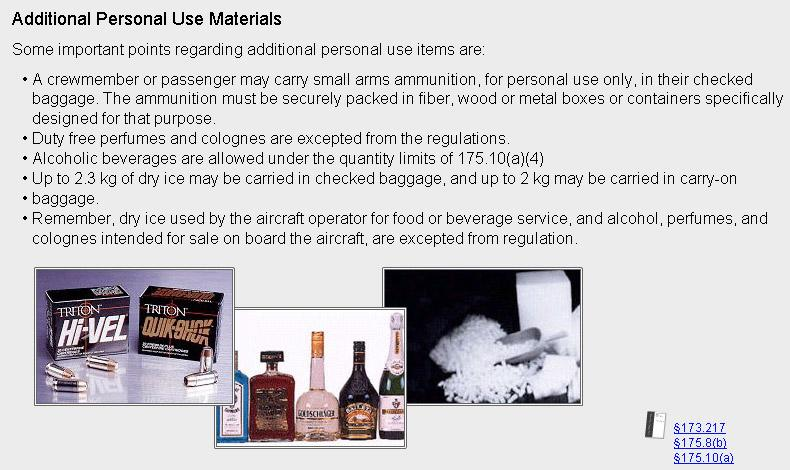 Additional Personal Use Materials
Some important points regarding additional personal use items are:
• A crewmember or passenger may carry small arms ammunition, for personal use only, in their checked
baggage. The ammunition must be securely packed in fiber, wood or metal boxes or containers specifically
designed for that purpose.
• Duty free perfumes and colognes are excepted from the regulations.
• Alcoholic beverages are allowed under the quantity limits of 175.10(a)(4)
• Up to 2.3 kg of dry ice may be carried in checked baggage, and up to 2 kg may be carried in carry-on
• baggage.
• Remember, dry ice used by the aircraft operator for food or beverage service, and alcohol, perfumes, and
colognes intended for sale on board the aircraft, are excepted from regulation.
TRITON
Hi-VEL
TRITON
QUIK-SHOK
GOLDSCHLAGER
§173.217
§175.8(b)
§175.10(a)